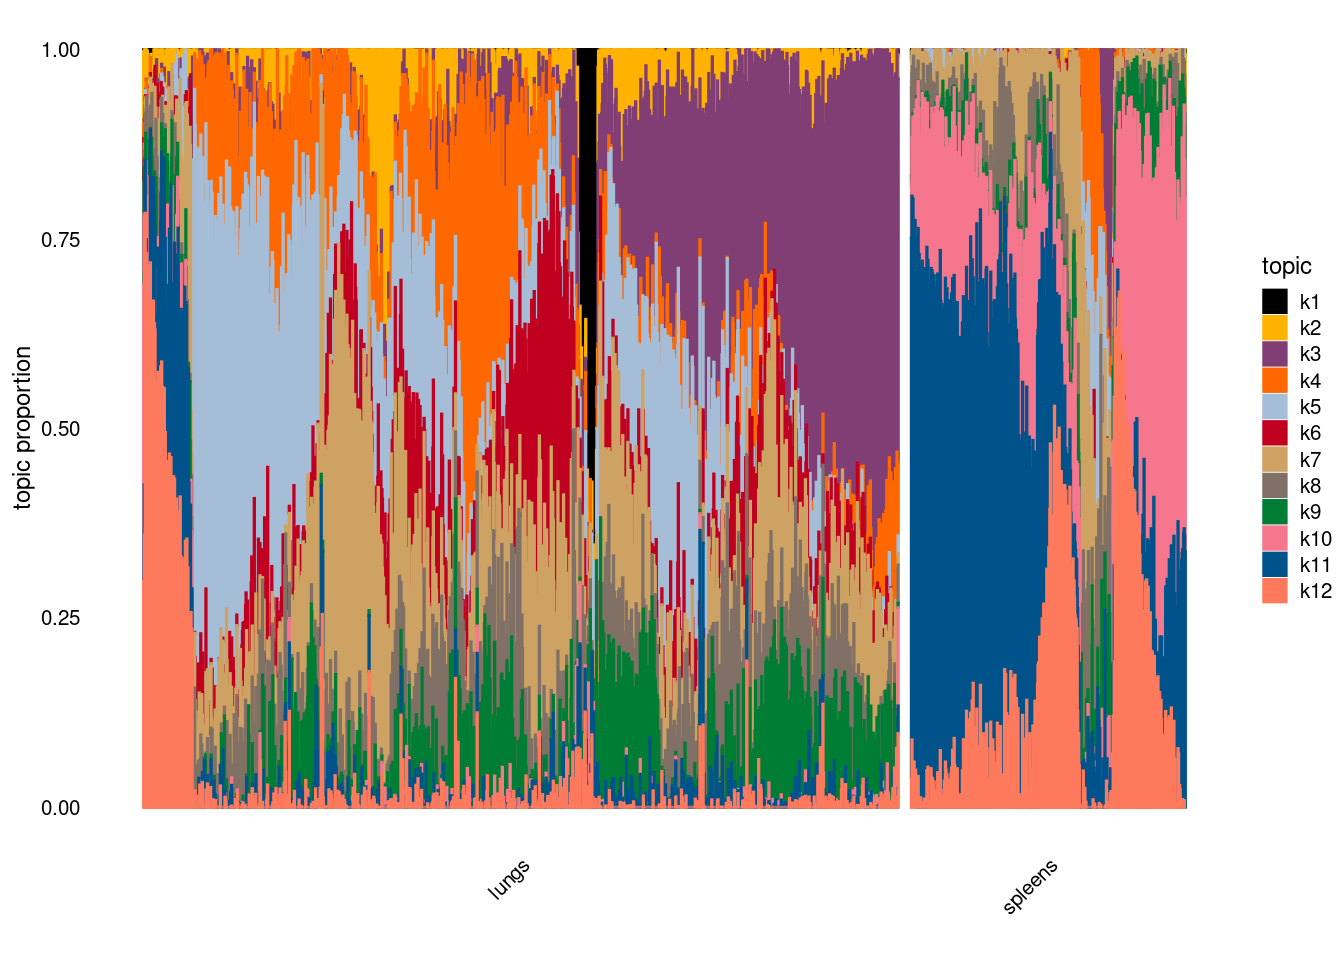 1.00
0.75
0.50
0.25
0.00
topic proportion
lungs
spleens
topic
k1
k2
k3
k4
k5
k6
k7
k8
k9
k10
k11
k12